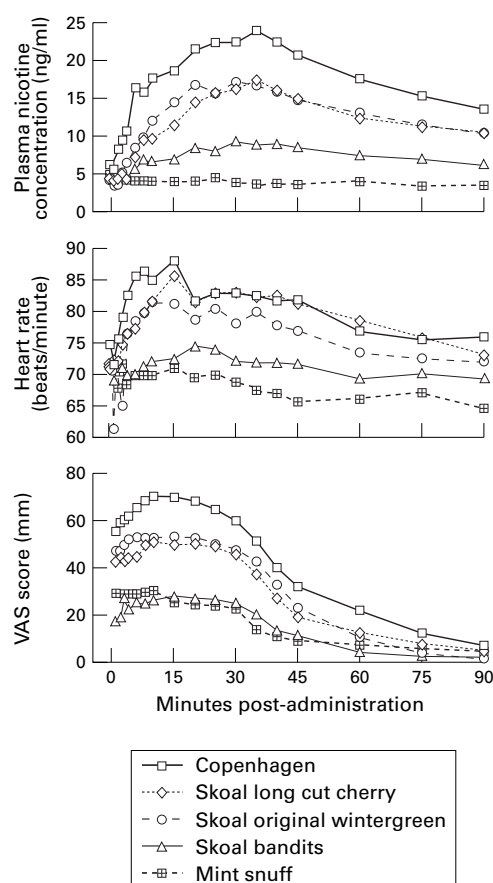 25
20
15
10
5
0
Plasma nicotine
concentration (ng/ml)
90
85
80
75
70
65
60
Heart rate
(beats/minute)
80
60
40
20
0
VAS score (mm)
0 15 30 45 60 75 90
Minutes post-administration
Copenhagen
Skoal long cut cherry
Skoal original wintergreen
Skoal bandits
Mint snuff